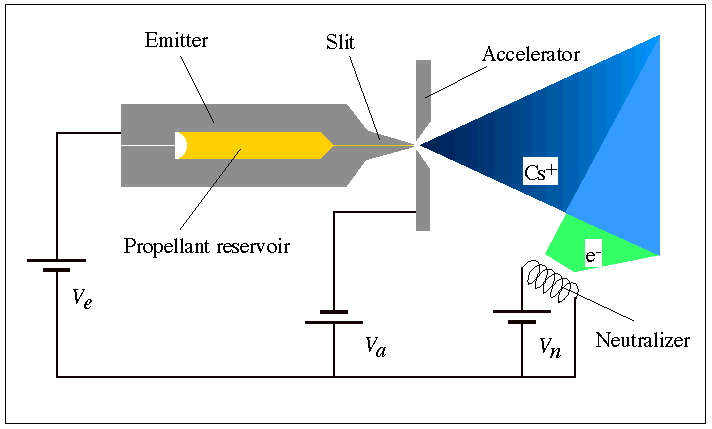 Emitter
Slit
Accelerator
Cs+
Propellant reservoir
e-
Ve
Va
Vn
Neutralizer